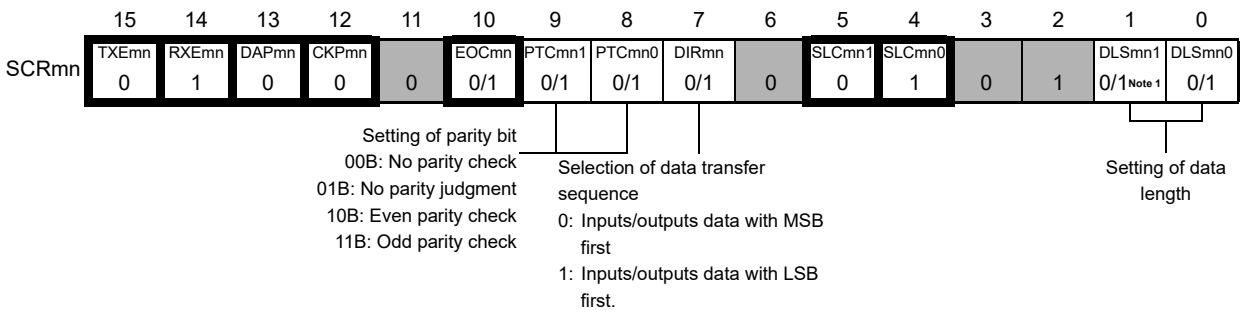 15 14 13 12 11 10 9 8 7 6 5 4 3 2 1 0
SCRmn TXEmn RXEmn DAPmn CKPmn EOCmn PTCmn1 PTCmn0 DIRmn SLCmn1 SLCmn0 DLSmn1 DLSmn0
0 1 0 0 0 0/1 0/1 0/1 0/1 0 0 1 0 1 0/1 Note 1 0/1
Setting of parity bit
00B: No parity check
01B: No parity judgment
10B: Even parity check
11B: Odd parity check
Selection of data transfer
sequence
0: Inputs/outputs data with MSB
first
1: Inputs/outputs data with LSB
first.
Setting of data
length